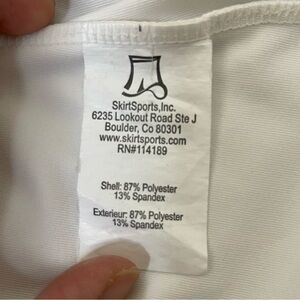 SkirtSports,Inc.
6235 Lookout Road Ste J
Boulder, Co 80301
www.skirtsports.com
RN#114189
Shell: 87% Polyester
13% Spandex
Exterieur: 87% Polyester
13% Spandex